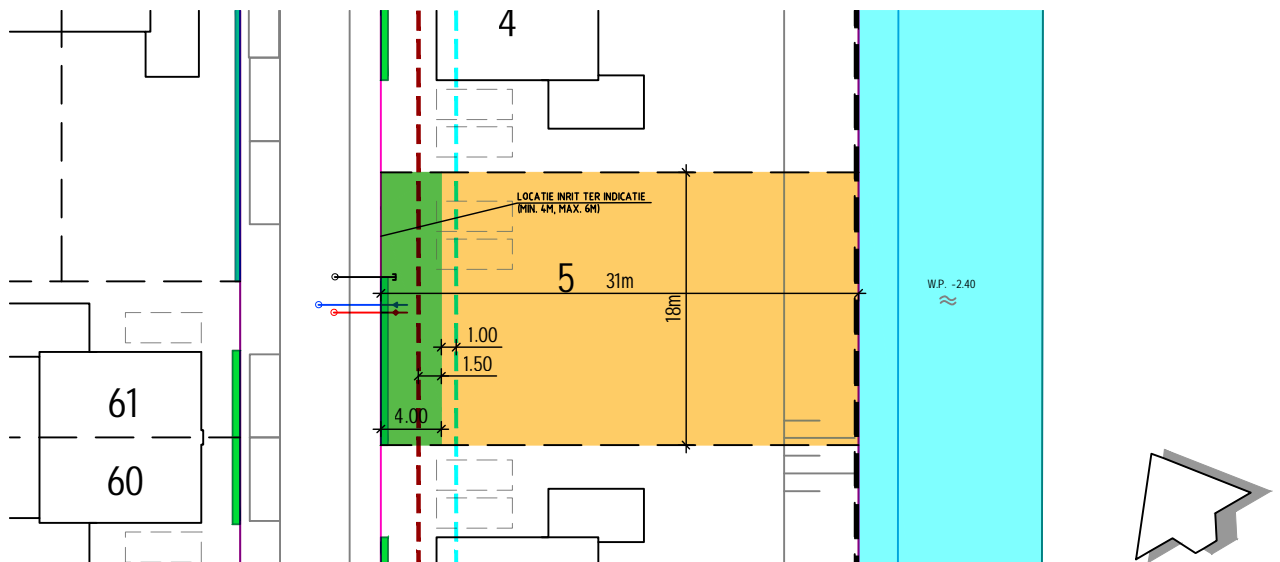 4
LOCATIE INRIT TER INDICATIE
(MIN. 4M, MAX. 6M)
5
31m
18m
W.P. -2.40
1.00
1.50
4.00
61
60